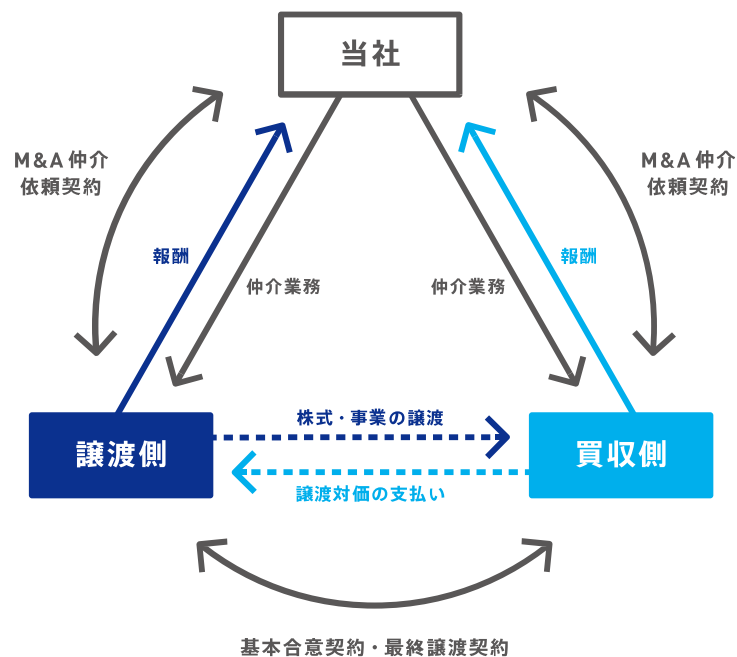 当社
M&A 仲介
依頼契約
M&A 仲介
依頼契約
報酬
報酬
仲介業務
仲介業務
株式・事業の譲渡
譲渡側
買収側
譲渡対価の支払い
基本合意契約・最終譲渡契約